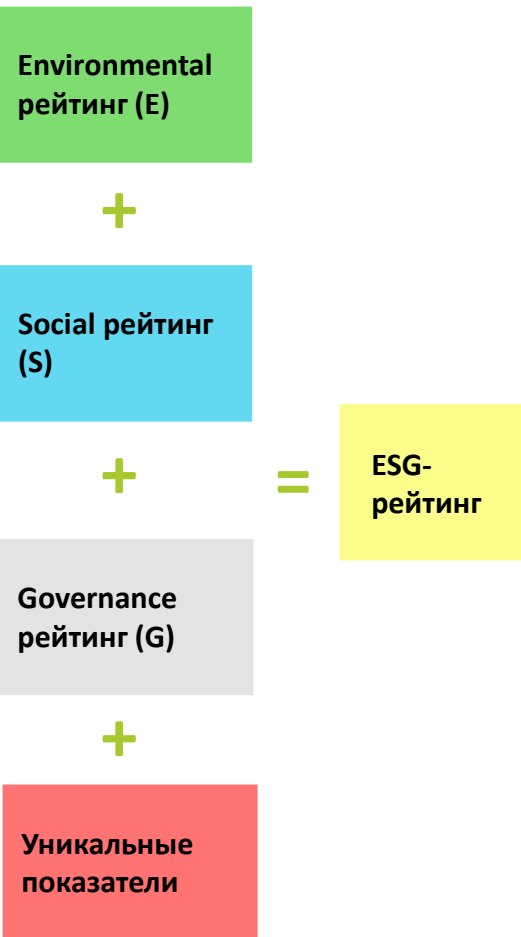 Environmental
рейтинг (E)
+
Social рейтинг
(S)
+
=
ESG-
рейтинг
Governance
рейтинг (G)
+
Уникальные
показатели